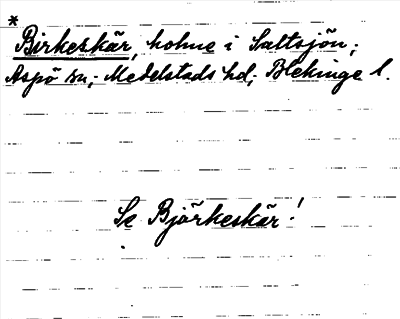 *
Birkeskär, holme i Saltsjön;
Aspö sn; Medelstads hd; Blekinge l.
Se Björkeskär!